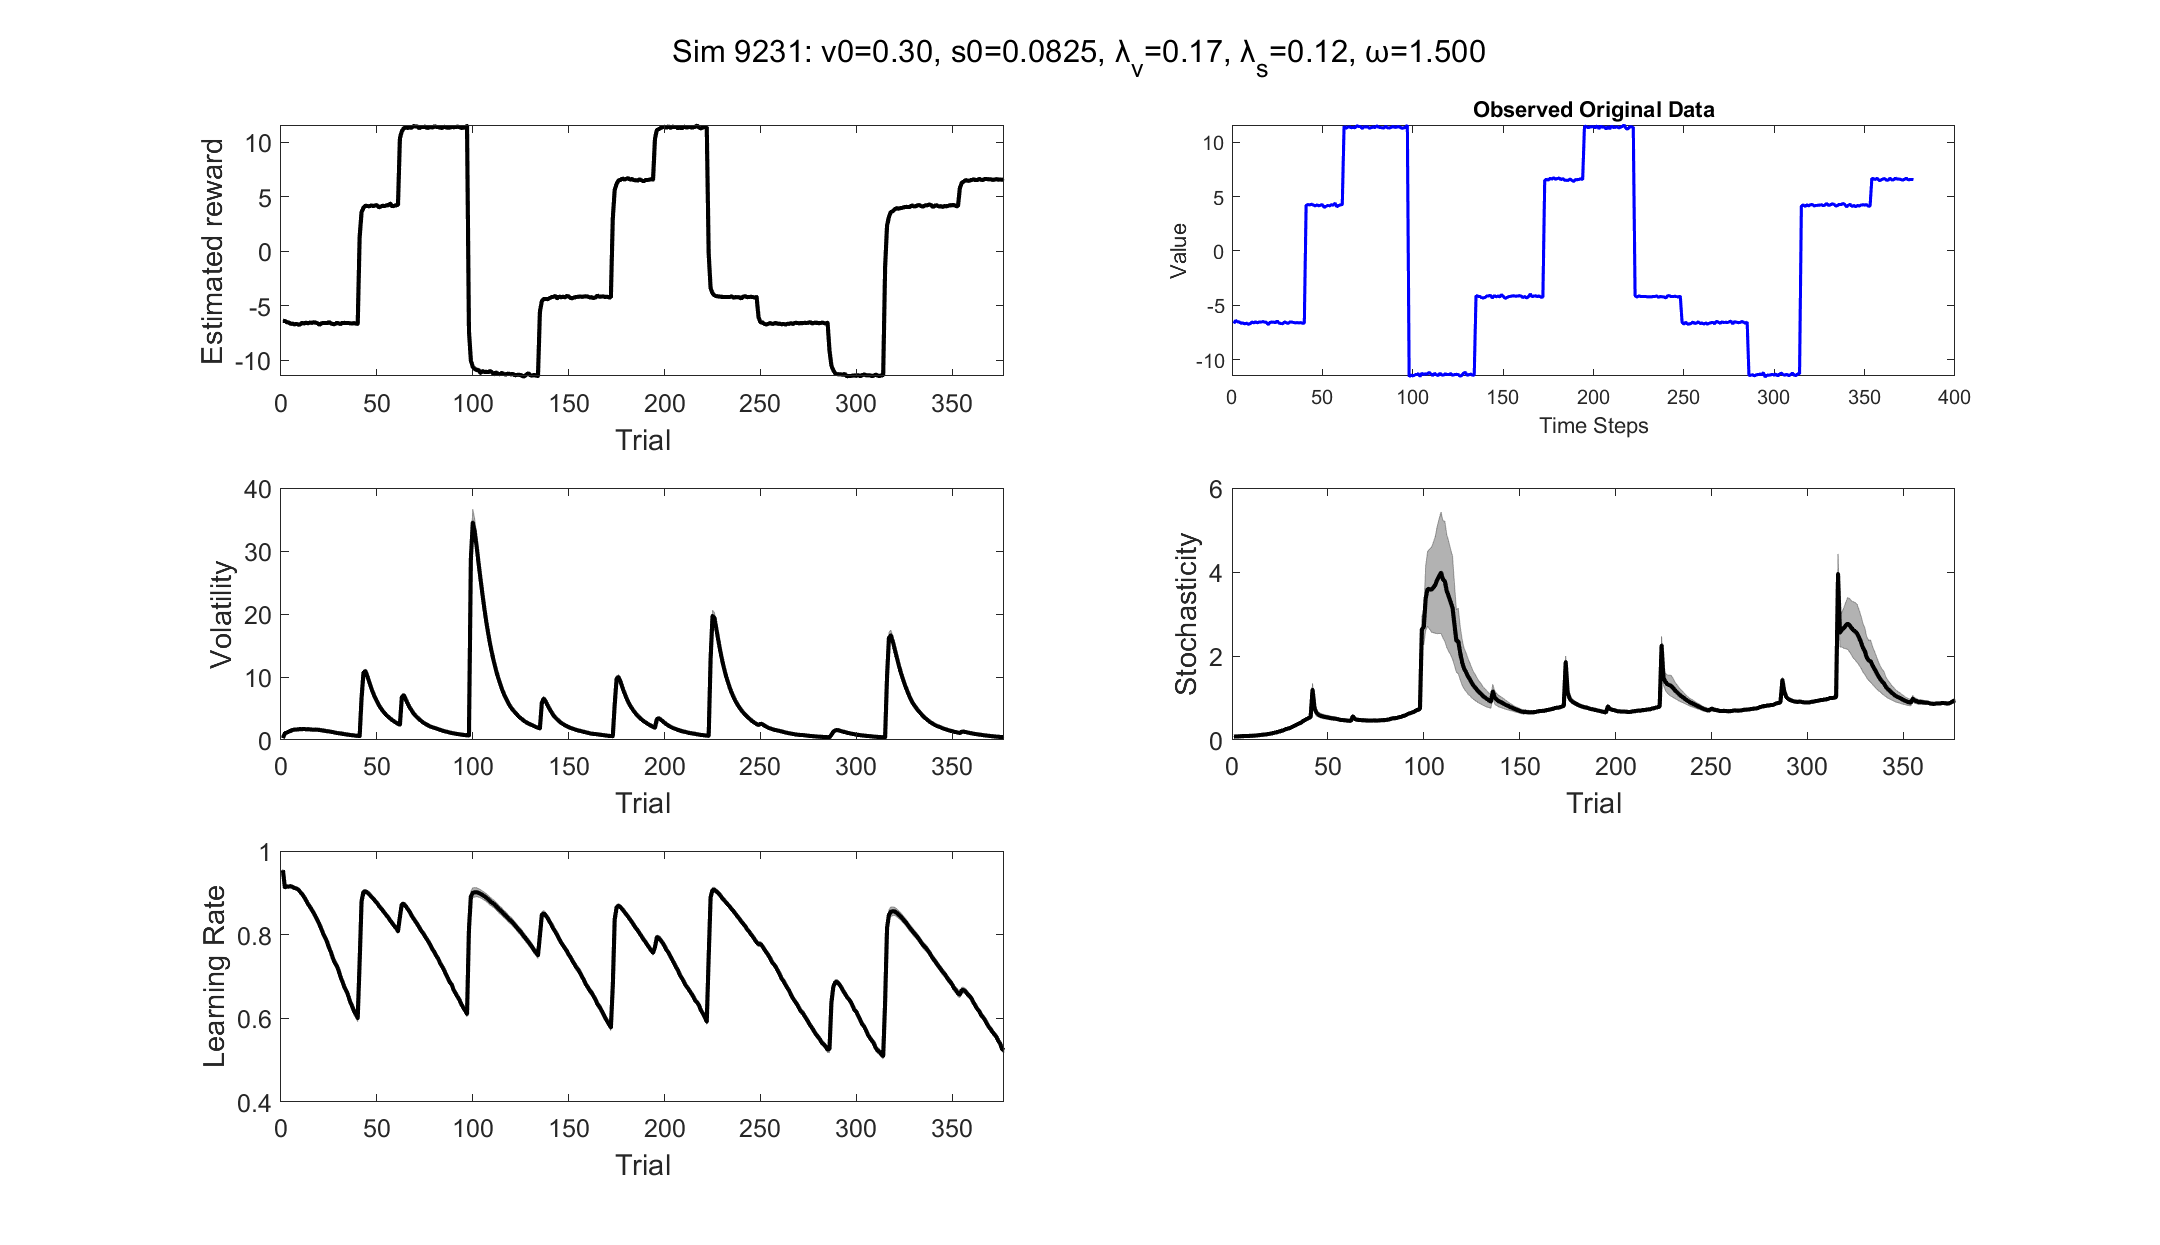 Sim 9231: v0=0.30, s0=0.0825, λv=0.17, λs=0.12, ω=1.500
Estimated reward
10
5
0
-5
-10
0 50 100 150 200 250 300 350
Trial
Observed Original Data
Value
10
5
0
-5
-10
0 50 100 150 200 250 300 350 400
Time Steps
Volatility
40
30
20
10
0
0 50 100 150 200 250 300 350
Trial
Stochasticity
6
4
2
0
0 50 100 150 200 250 300 350
Trial
Learning Rate
1
0.8
0.6
0.4
0 50 100 150 200 250 300 350
Trial